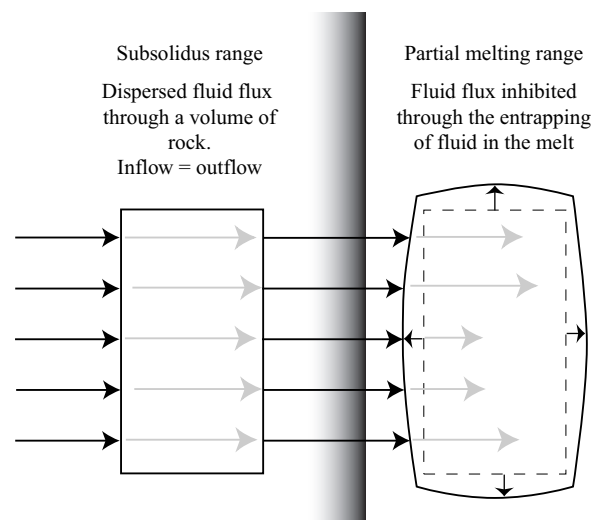 Subsolidus range
Dispersed fluid flux
through a volume of
rock.
Inflow = outflow
Partial melting range
Fluid flux inhibited
through the entrapping
of fluid in the melt